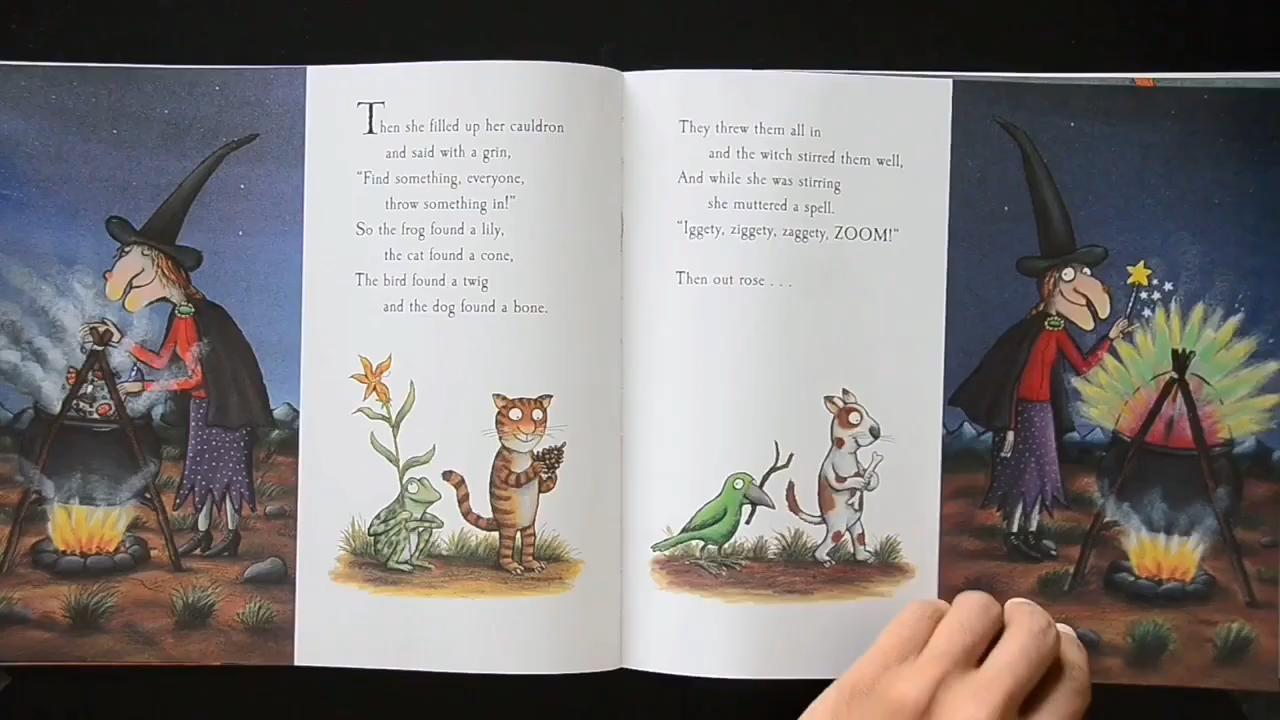 Then she filled up her cauldron
and said with a grin,
“Find something, everyone,
throw something in!”
So the frog found a lily,
the cat found a cone,
The bird found a twig
and the dog found a bone.
They threw them all in
and the witch stirred them well,
And while she was stirring
she muttered a spell.
“Iggety, ziggety, zaggety, ZOOM!”
Then out rose . . .